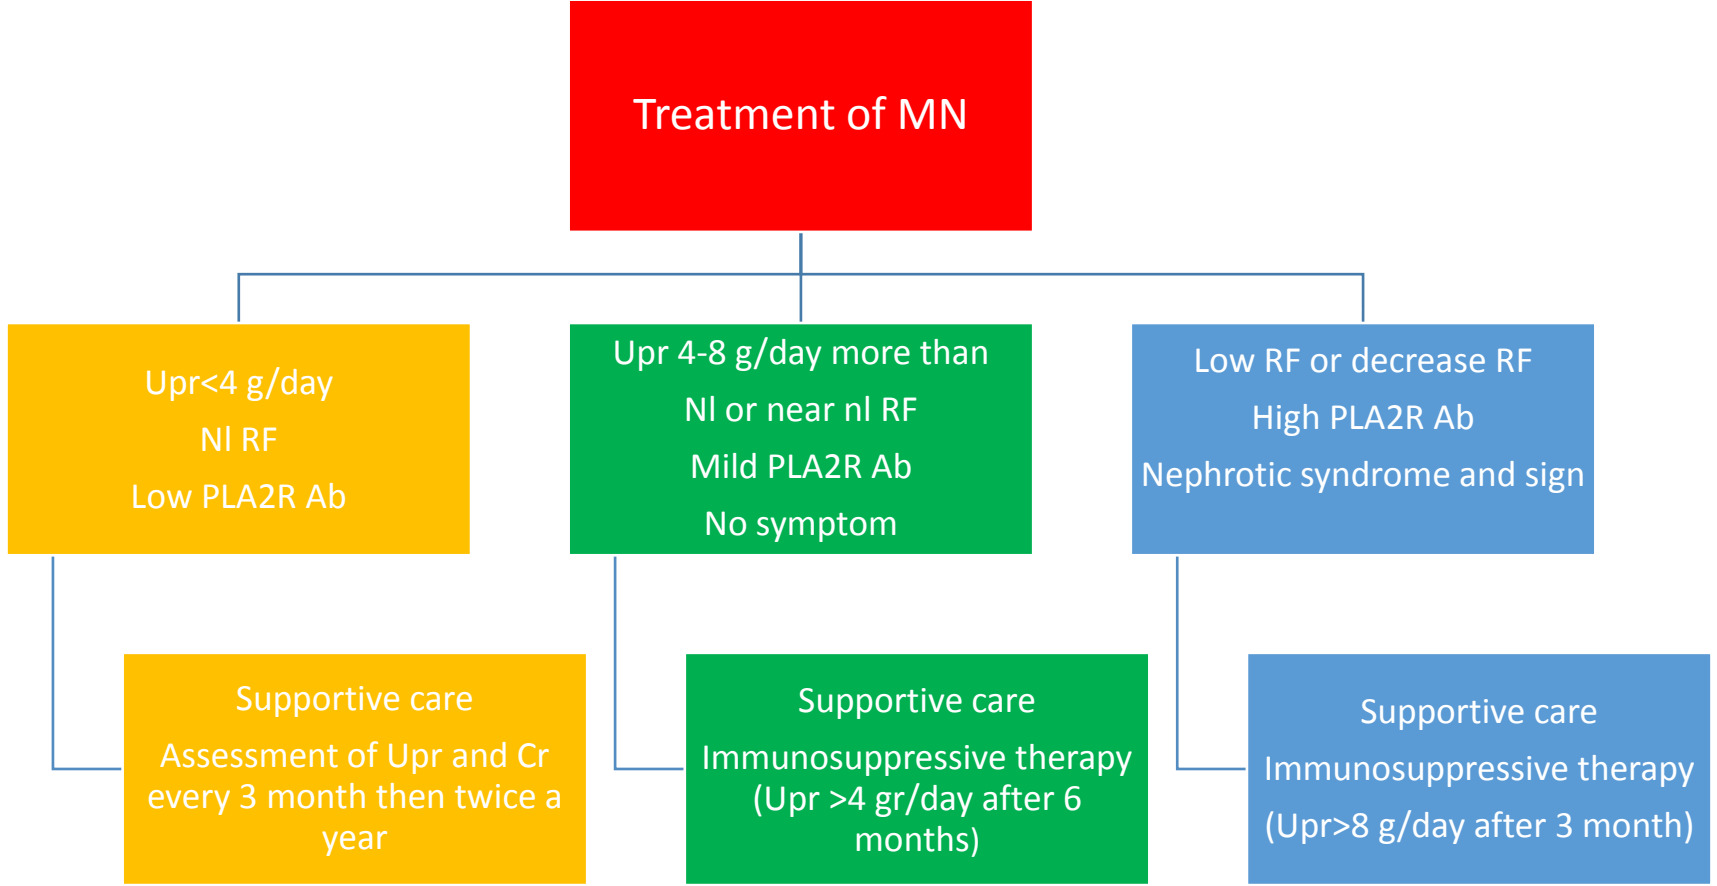 Treatment of MN
Upr<4 g/day
Nl RF
Low PLA2R Ab
Upr 4-8 g/day more than
Nl or near nl RF
Mild PLA2R Ab
No symptom
Low RF or decrease RF
High PLA2R Ab
Nephrotic syndrome and sign
Supportive care
Assessment of Upr and Cr
every 3 month then twice a
year
Supportive care
Immunosuppressive therapy
(Upr >4 gr/day after 6
months)
Supportive care
Immunosuppressive therapy
(Upr>8 g/day after 3 month)